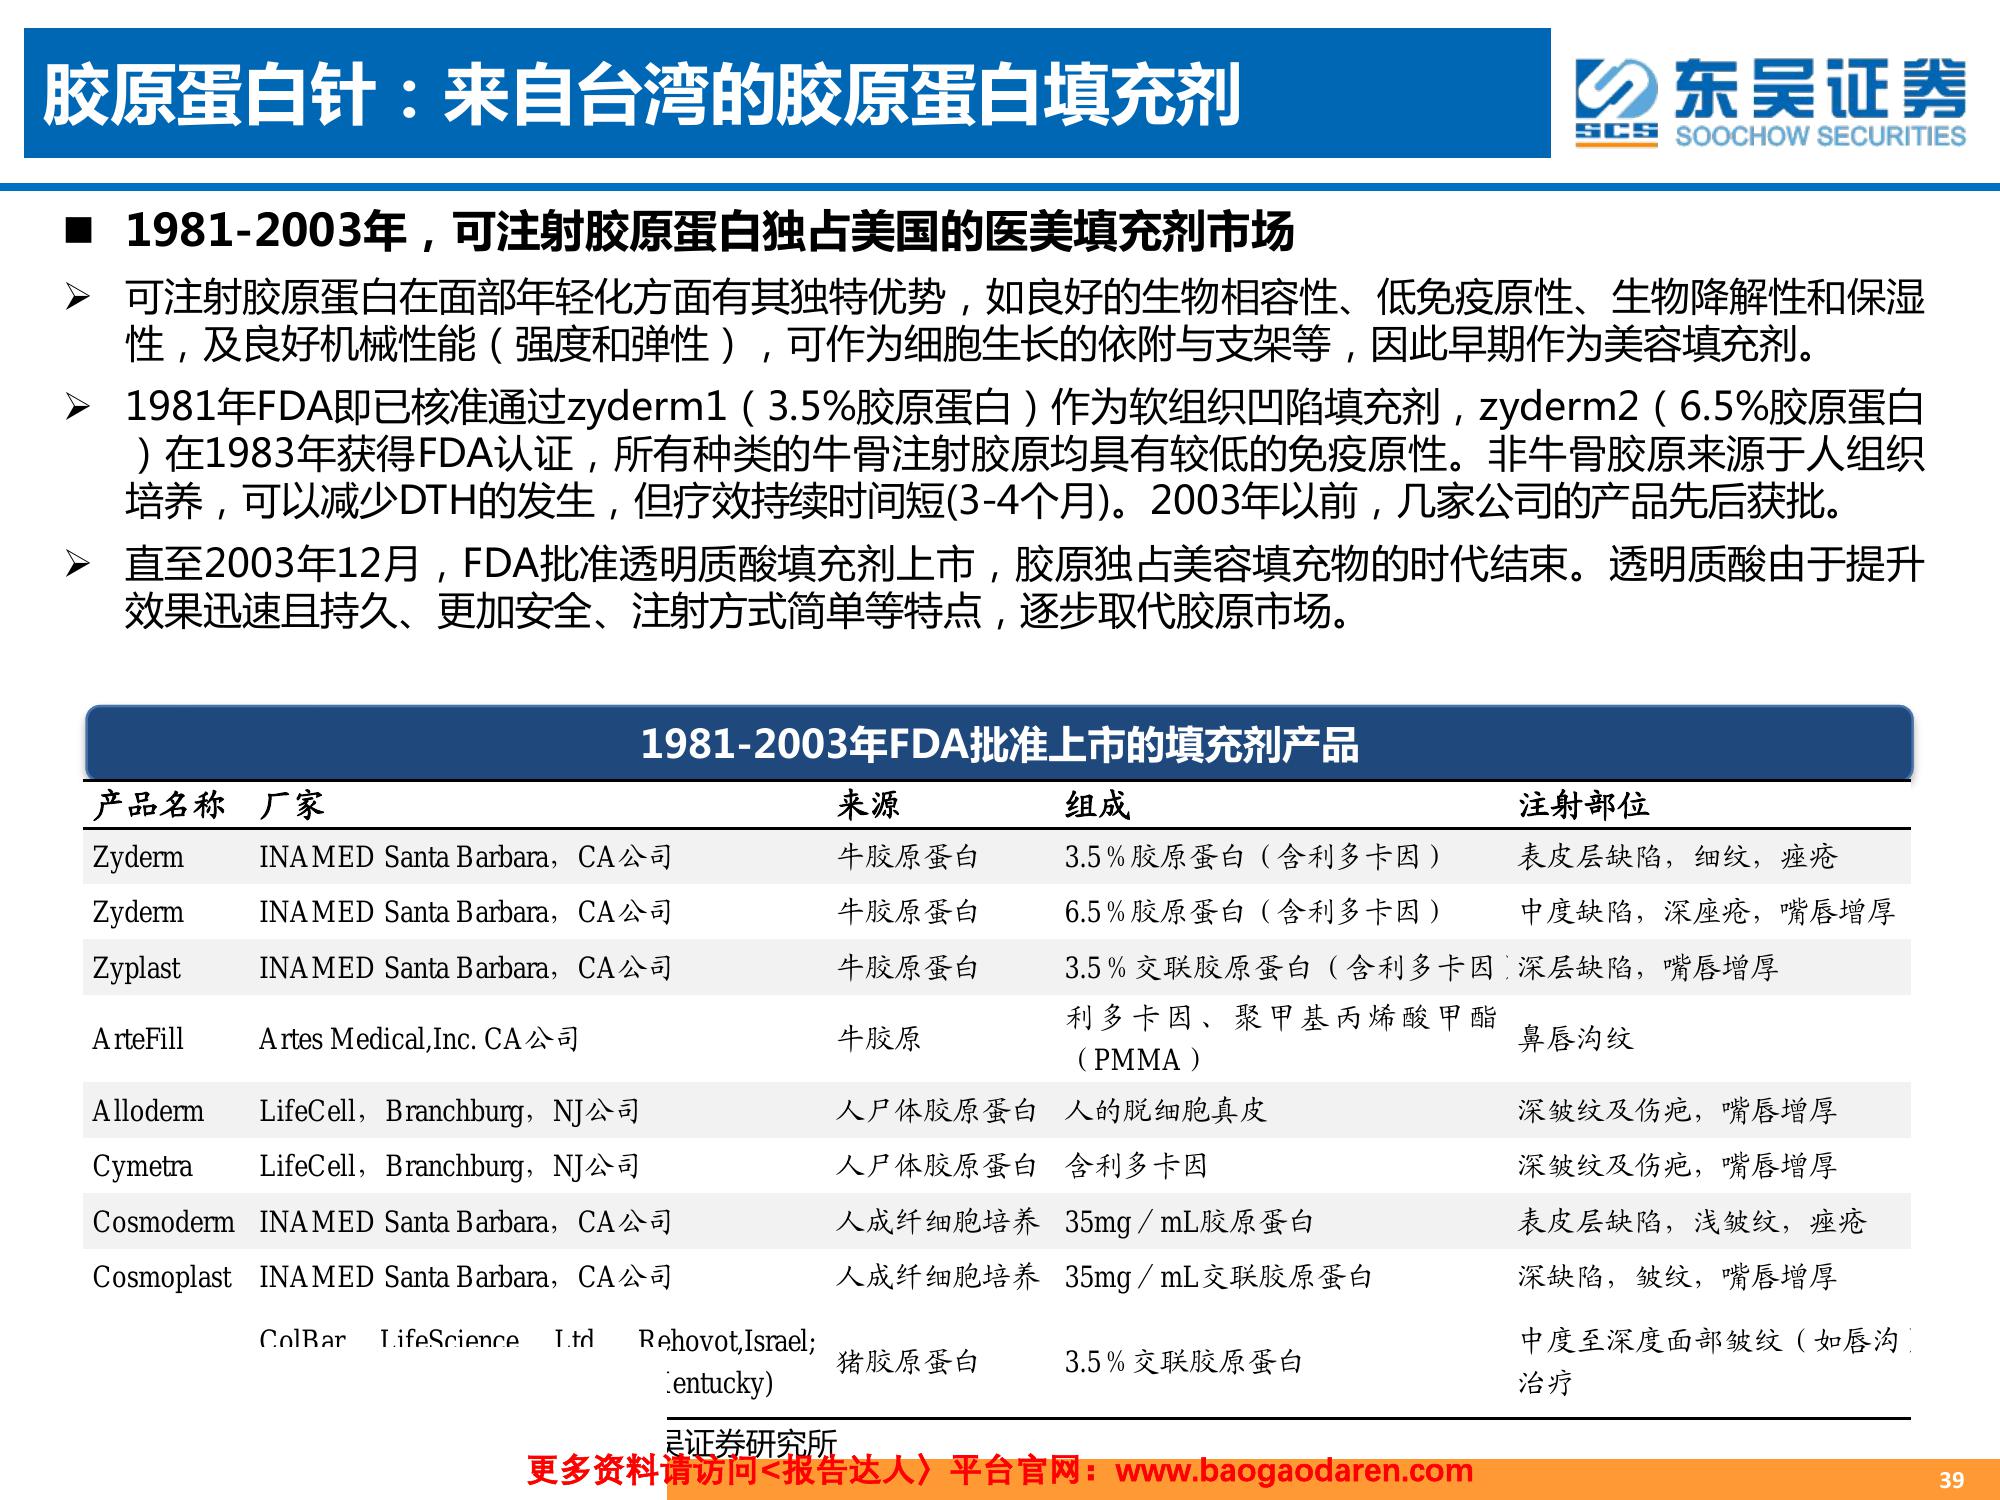 胶原蛋白针：来自台湾的胶原蛋白填充剂
东吴证券
SCS
SOOCHOW SECURITIES
■ 1981-2003年，可注射胶原蛋白独占美国的医美填充剂市场
可注射胶原蛋白在面部年轻化方面有其独特优势，如良好的生物相容性、低免疫原性、生物降解性和保湿
性，及良好机械性能（强度和弹性），可作为细胞生长的依附与支架等，因此早期作为美容填充剂。
1981年FDA即已核准通过zyderm1（3.5%胶原蛋白）作为软组织凹陷填充剂，zyderm2（6.5%胶原蛋白
）在1983年获得FDA认证，所有种类的牛骨注射胶原均具有较低的免疫原性。非牛骨胶原来源于人组织
培养，可以减少DTH的发生，但疗效持续时间短(3-4个月)。2003年以前，几家公司的产品先后获批。
直至2003年12月，FDA批准透明质酸填充剂上市，胶原独占美容填充物的时代结束。透明质酸由于提升
效果迅速且持久、更加安全、注射方式简单等特点，逐步取代胶原市场。
1981-2003年FDA批准上市的填充剂产品
产品名称 厂家 来源 组成 注射部位
Zyderm INAMED Santa Barbara，CA公司 牛胶原蛋白 3.5％胶原蛋白（含利多卡因） 表皮层缺陷，细纹，痤疮
Zyderm INAMED Santa Barbara，CA公司 牛胶原蛋白 6.5％胶原蛋白（含利多卡因） 中度缺陷，深座疮，嘴唇增厚
Zyplast INAMED Santa Barbara，CA公司 牛胶原蛋白 3.5％交联胶原蛋白（含利多卡因） 深层缺陷，嘴唇增厚
利多卡因、聚甲基丙烯酸甲酯
ArteFill Artes Medical,Inc. CA公司 牛胶原 鼻唇沟纹
（PMMA）
Alloderm LifeCell，Branchburg，NJ公司 人尸体胶原蛋白 人的脱细胞真皮 深皱纹及伤疤，嘴唇增厚
Cymetra LifeCell，Branchburg，NJ公司 人尸体胶原蛋白 含利多卡因 深皱纹及伤疤，嘴唇增厚
Cosmoderm INAMED Santa Barbara，CA公司 人成纤细胞培养 35mg／mL胶原蛋白 表皮层缺陷，浅皱纹，痤疮
Cosmoplast INAMED Santa Barbara，CA公司 人成纤细胞培养 35mg／mL交联胶原蛋白 深缺陷，皱纹，嘴唇增厚
ColBar LifeScience Ltd Rehovot,Israel; 中度至深度面部皱纹（如唇沟）
猪胶原蛋白 3.5％交联胶原蛋白
entucky) 治疗
吴证券研究所
更多资料请访问<报告达人〉平台官网：www.baogaodaren.com
39